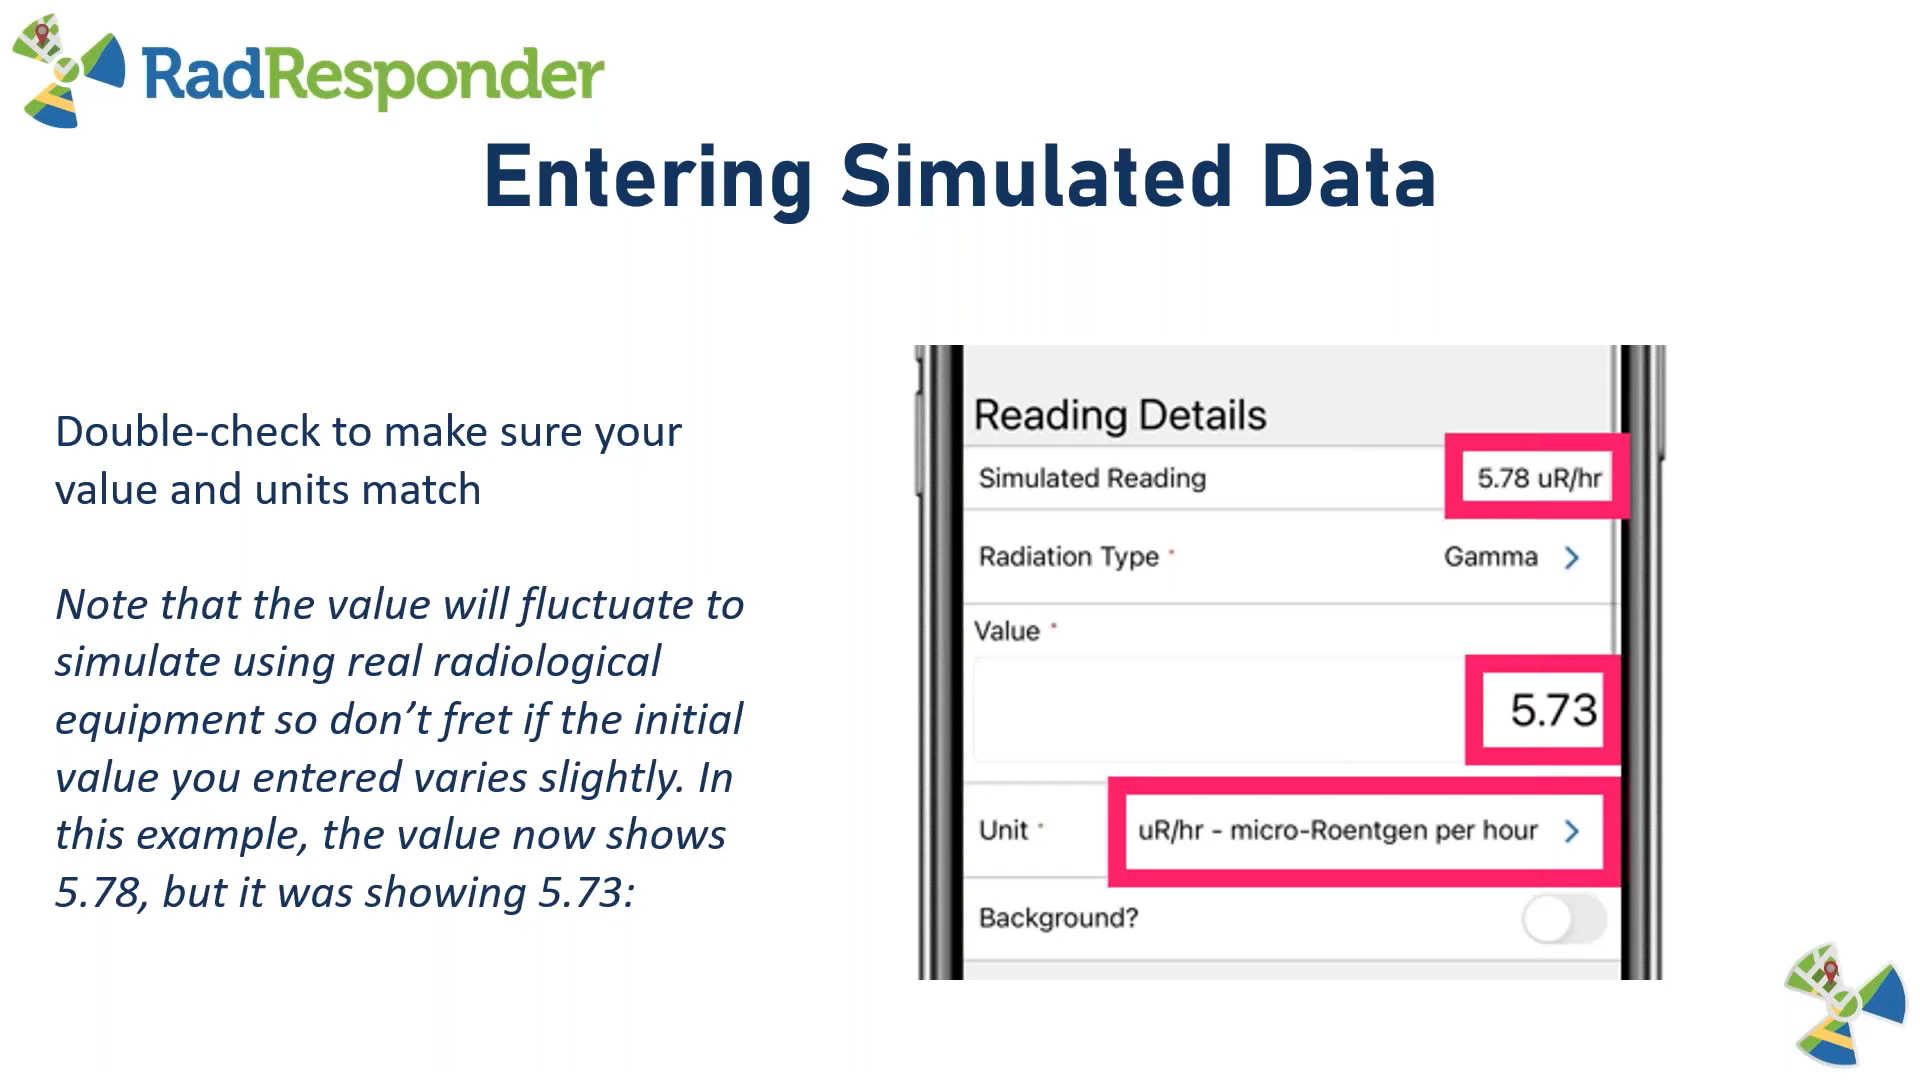 RadResponder
Entering Simulated Data
Double-check to make sure your
value and units match
Note that the value will fluctuate to
simulate using real radiological
equipment so don’t fret if the initial
value you entered varies slightly. In
this example, the value now shows
5.78, but it was showing 5.73:
Reading Details
Simulated Reading 5.78 uR/hr
Radiation Type * Gamma
Value *
5.73
Unit * uR/hr - micro-Roentgen per hour
Background?